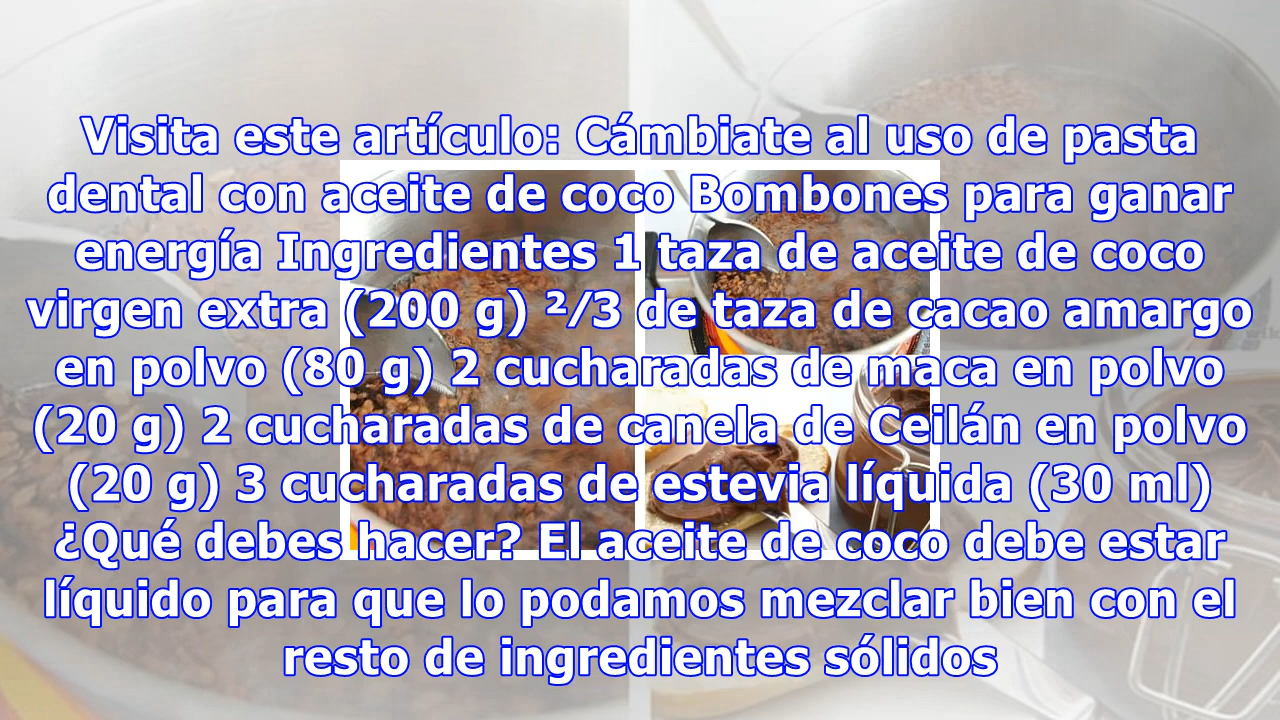 Visita este artículo: Cámbiate al uso de pasta
dental con aceite de coco Bombones para ganar
energía Ingredientes 1 taza de aceite de coco
virgen extra (200 g) ²⁄3 de taza de cacao amargo
en polvo (80 g) 2 cucharadas de maca en polvo
(20 g) 2 cucharadas de canela de Ceilán en polvo
(20 g) 3 cucharadas de estevia líquida (30 ml)
¿Qué debes hacer? El aceite de coco debe estar
líquido para que lo podamos mezclar bien con el
resto de ingredientes sólidos